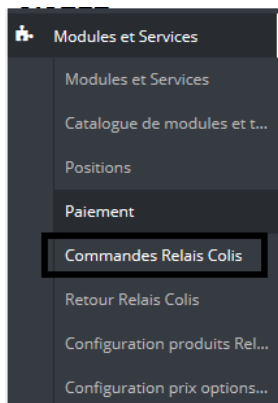 Modules et Services
Modules et Services
Catalogue de modules et t...
Positions
Paiement
Commandes Relais Colis
Retour Relais Colis
Configuration produits Rel...
Configuration prix options...